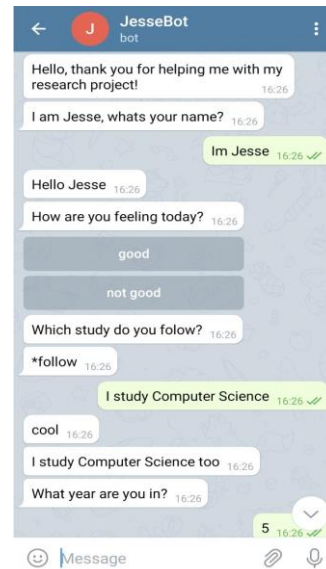 J
JesseBot
bot
Hello, thank you for helping me with my
research project!
16:26
I am Jesse, whats your name? 16:26
Im Jesse 16:26
Hello Jesse 16:26
How are you feeling today? 16:26
good
not good
Which study do you folow? 16:26
*follow 16:26
I study Computer Science 16:26
cool 16:26
I study Computer Science too 16:26
What year are you in? 16:26
5 16:26
Message